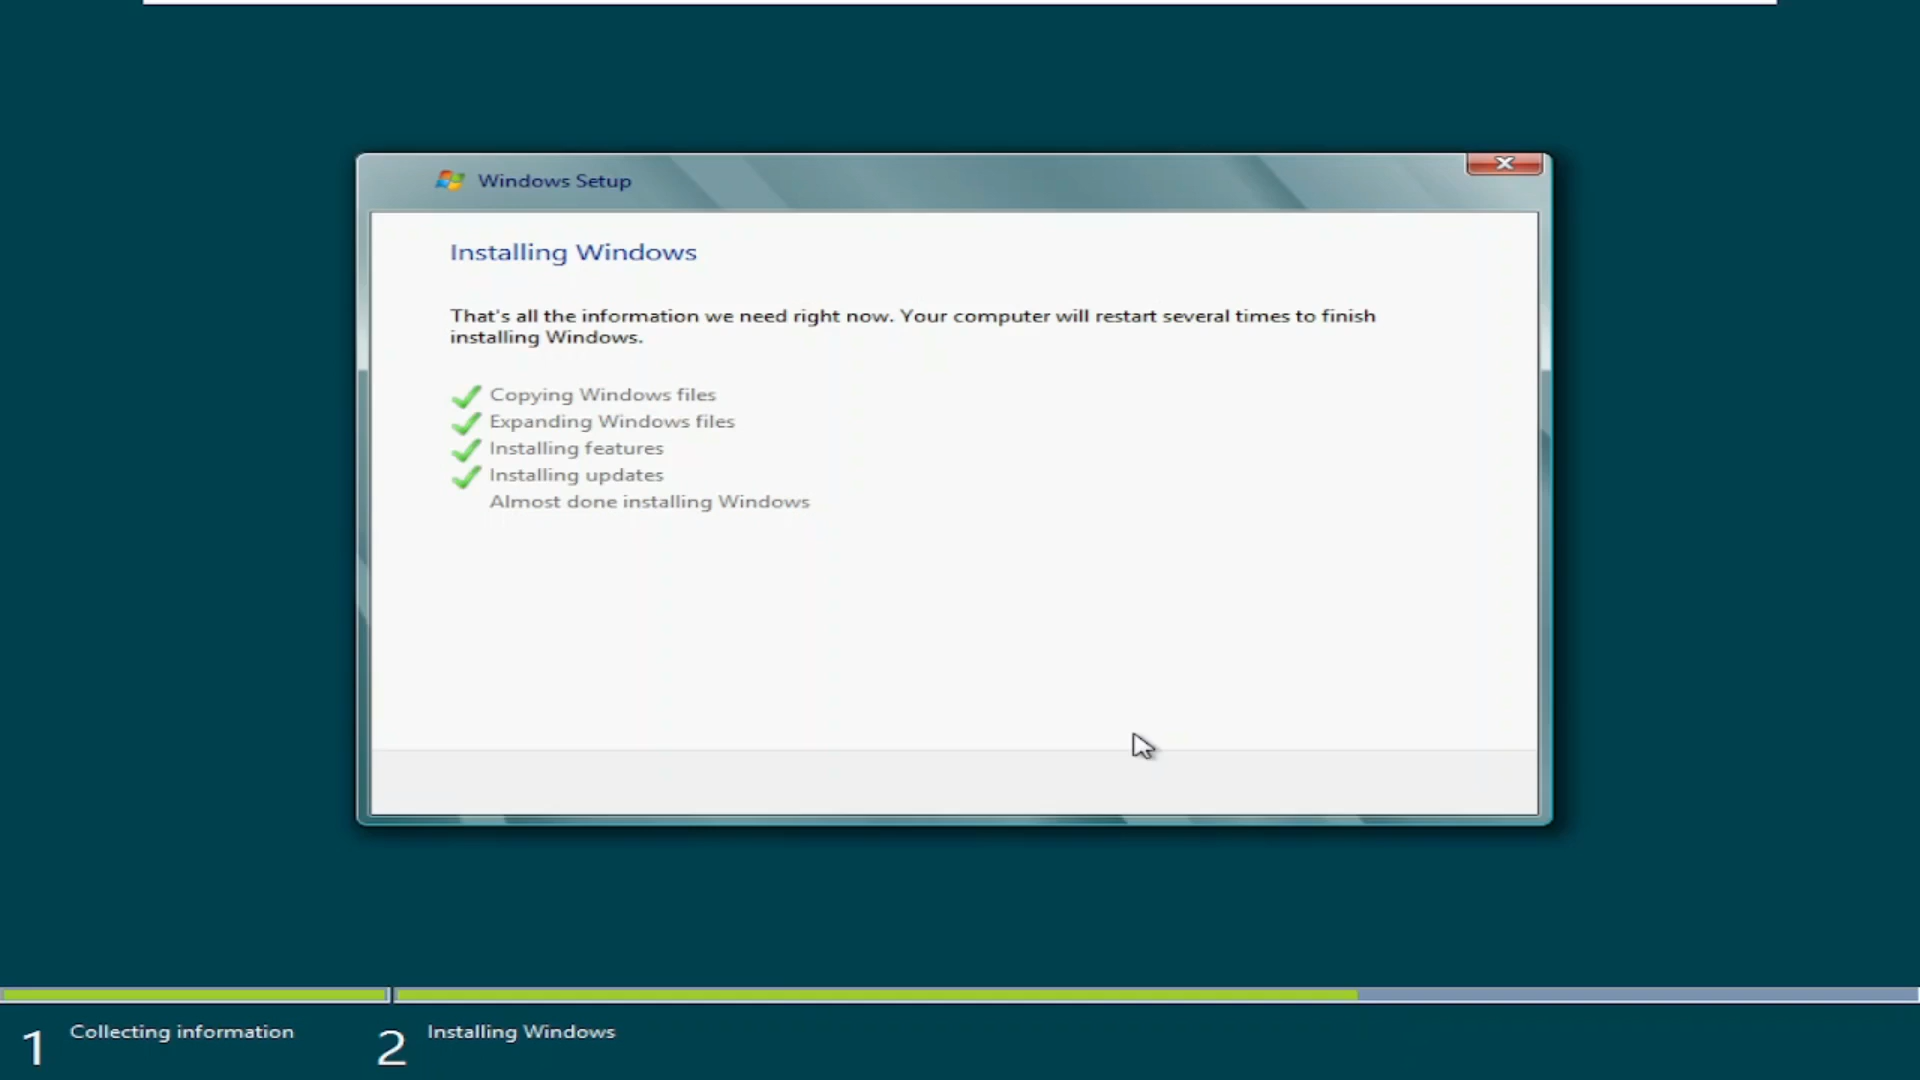 Windows Setup
Installing Windows
That's all the information we need right now. Your computer will restart several times to finish
installing Windows.
Copying Windows files
Expanding Windows files
Installing features
Installing updates
Almost done installing Windows
1 Collecting information
2 Installing Windows